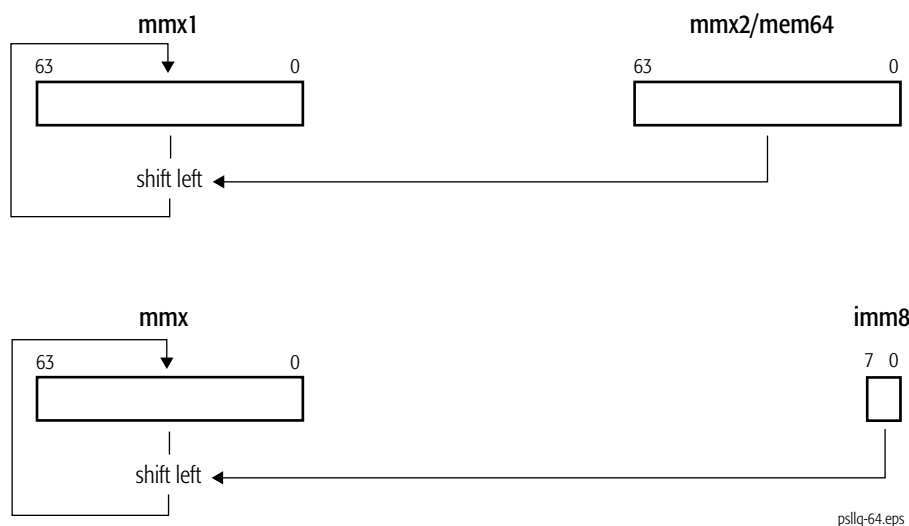 mmx1 mmx2/mem64
63 0 63 0
shift left
mmx imm8
63 0 7 0
shift left
psllq-64.eps